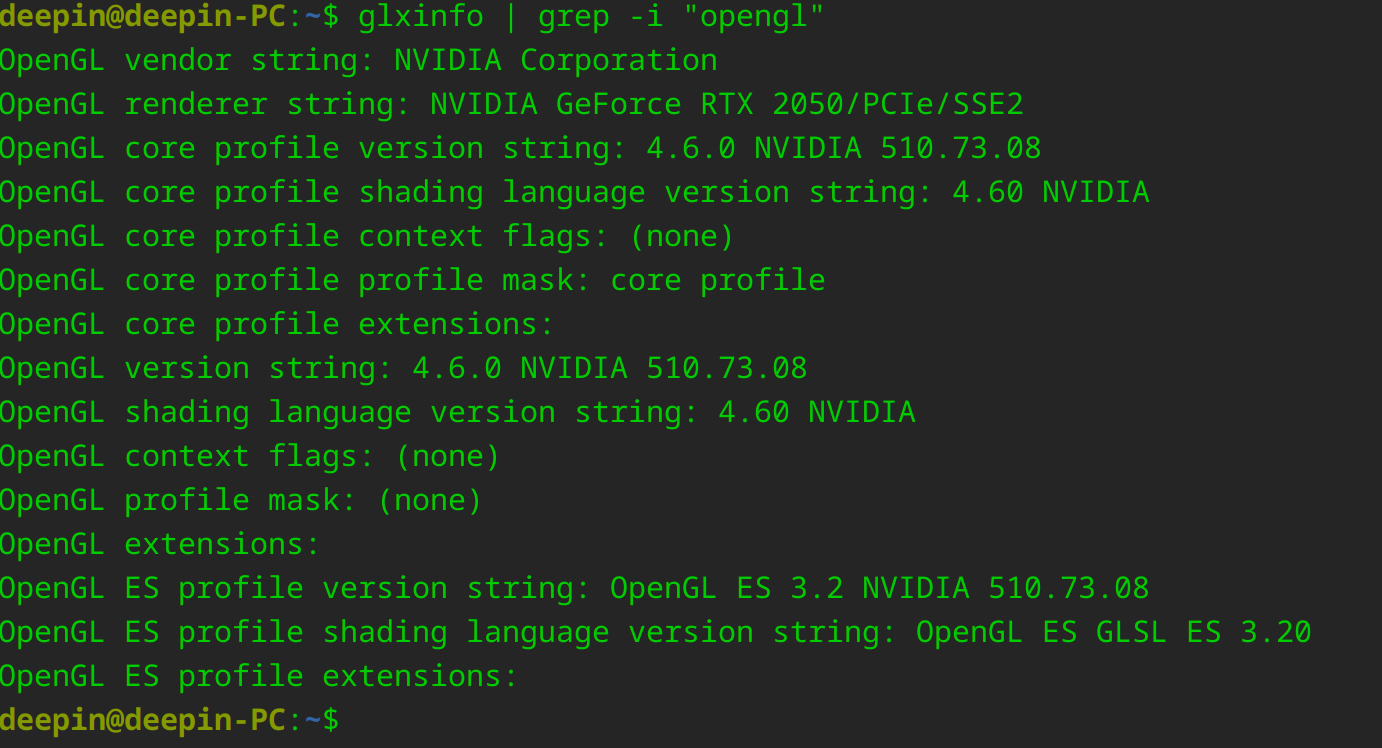 deepin@deepin-PC:~$ glxinfo | grep -i "opengl"
OpenGL vendor string: NVIDIA Corporation
OpenGL renderer string: NVIDIA GeForce RTX 2050/PCIe/SSE2
OpenGL core profile version string: 4.6.0 NVIDIA 510.73.08
OpenGL core profile shading language version string: 4.60 NVIDIA
OpenGL core profile context flags: (none)
OpenGL core profile profile mask: core profile
OpenGL core profile extensions:
OpenGL version string: 4.6.0 NVIDIA 510.73.08
OpenGL shading language version string: 4.60 NVIDIA
OpenGL context flags: (none)
OpenGL profile mask: (none)
OpenGL extensions:
OpenGL ES profile version string: OpenGL ES 3.2 NVIDIA 510.73.08
OpenGL ES profile shading language version string: OpenGL ES GLSL ES 3.20
OpenGL ES profile extensions:
deepin@deepin-PC:~$